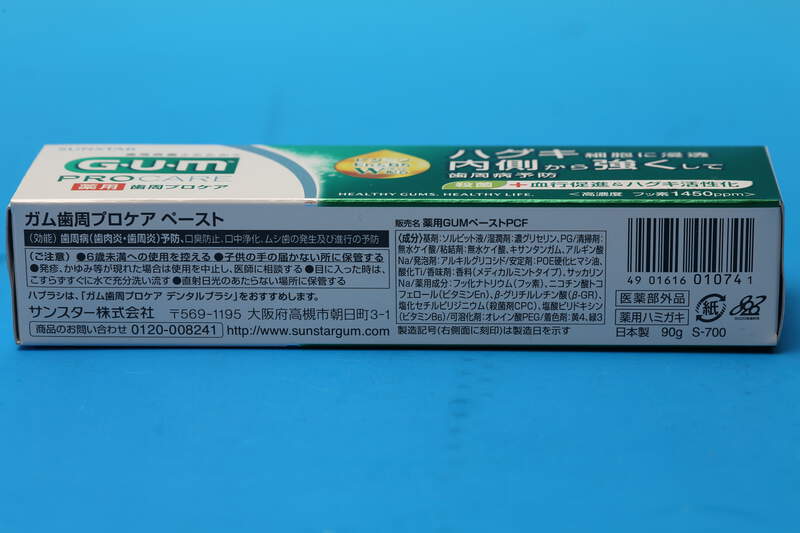 SUNSTAR
G・U・M
PRO CARE
薬用 歯周プロケア
ビタミン
E・B6
W配合
ハグキ細胞に浸透
内側から強くして
歯周病予防
殺菌+血行促進&ハグキ活性化
HEALTHY GUMS. HEALTHY LIFE.
<高濃度 フッ素1450ppm>
ガム歯周プロケア ペースト
〈効能〉歯周病(歯肉炎・歯周炎)予防、口臭防止、口中浄化、ムシ歯の発生及び進行の予防
〈ご注意〉●6歳未満への使用を控える●子供の手の届かない所に保管する
●発疹、かゆみ等が現れた場合は使用を中止し、医師に相談する●目に入った時は、
こすらずすぐに水で充分洗い流す●直射日光のあたらない場所に保管する
ハブラシは、「ガム歯周プロケア デンタルブラシ」をおすすめします。
サンスター株式会社 〒569-1195 大阪府高槻市朝日町3-1
商品のお問い合わせ 0120-008241 http://www.sunstargum.com/
販売名 薬用GUMペーストPCF
〈成分〉基剤:ソルビット液/湿潤剤:濃グリセリン、PG/清掃剤:
無水ケイ酸/粘結剤:無水ケイ酸、キサンタンガム、アルギン酸
Na/発泡剤:アルキルグリコシド/安定剤:POE硬化ヒマシ油、
酸化Ti/香味剤:香料(メディカルミントタイプ)、サッカリン
Na/薬用成分:フッ化ナトリウム(フッ素)、ニコチン酸トコ
フェロール(ビタミンE)、β-グリチルレチン酸(β-GR)、
塩化セチルピリジニウム(殺菌剤CPC)、塩酸ピリドキシン
(ビタミンB6)/可溶化剤:オレイン酸PEG/着色剤:黄4、緑3
製造記号(右側面に刻印)は製造日を示す
4 901616 010741
医薬部外品
薬用ハミガキ
紙
8020
日本製 90g S-700